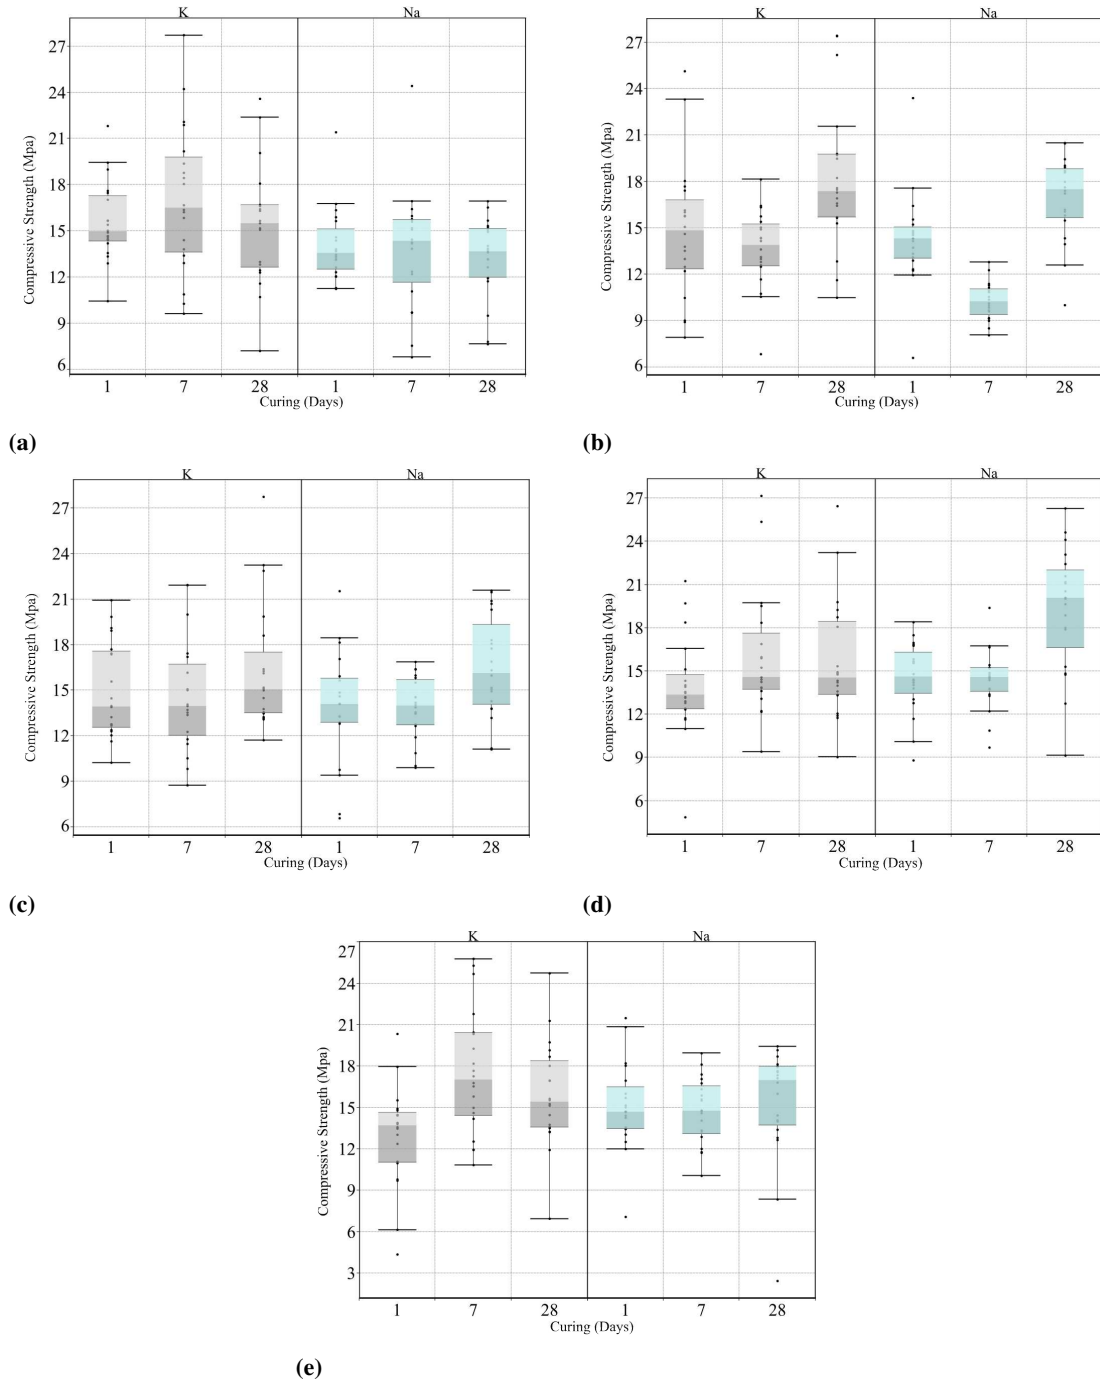 K Na
27
24
21
18
15
12
9
6
Compressive Strength (Mpa)
1 7 28 1 7 28
Curing (Days)
(a)
K Na
27
24
21
18
15
12
9
6
Compressive Strength (Mpa)
1 7 28 1 7 28
Curing (Days)
(b)
K Na
27
24
21
18
15
12
9
6
Compressive Strength (Mpa)
1 7 28 1 7 28
Curing (Days)
(c)
K Na
27
24
21
18
15
12
9
6
Compressive Strength (Mpa)
1 7 28 1 7 28
Curing (Days)
(d)
K Na
27
24
21
18
15
12
9
6
3
Compressive Strength (Mpa)
1 7 28 1 7 28
Curing (Days)
(e)